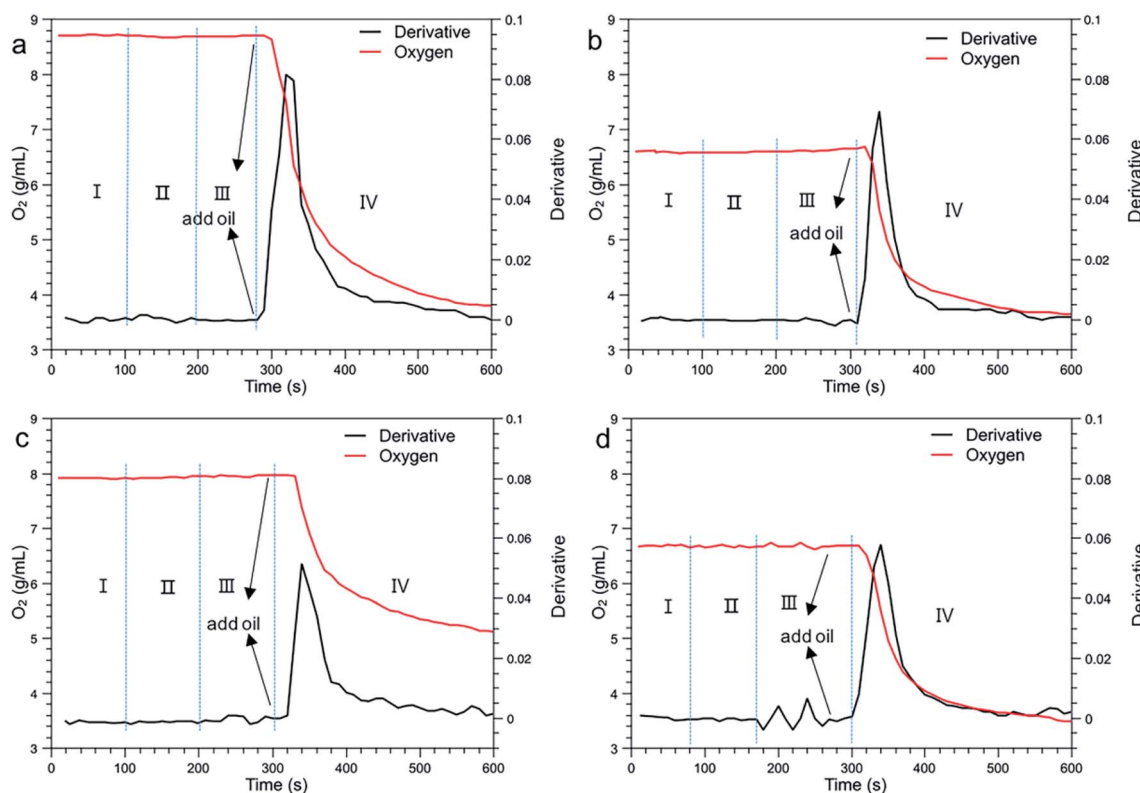 a
Derivative
Oxygen
I II III IV
add oil
O₂ (g/mL)
9
8
7
6
5
4
3
0.1
0.08
0.06
0.04
0.02
0
Derivative
0 100 200 300 400 500 600
Time (s)
b
Derivative
Oxygen
I II III IV
add oil
O₂ (g/mL)
9
8
7
6
5
4
3
0.1
0.08
0.06
0.04
0.02
0
Derivative
0 100 200 300 400 500 600
Time (s)
c
Derivative
Oxygen
I II III IV
add oil
O₂ (g/mL)
9
8
7
6
5
4
3
0.1
0.08
0.06
0.04
0.02
0
Derivative
0 100 200 300 400 500 600
Time (s)
d
Derivative
Oxygen
I II III IV
add oil
O₂ (g/mL)
9
8
7
6
5
4
3
0.1
0.08
0.06
0.04
0.02
0
Derivative
0 100 200 300 400 500 600
Time (s)